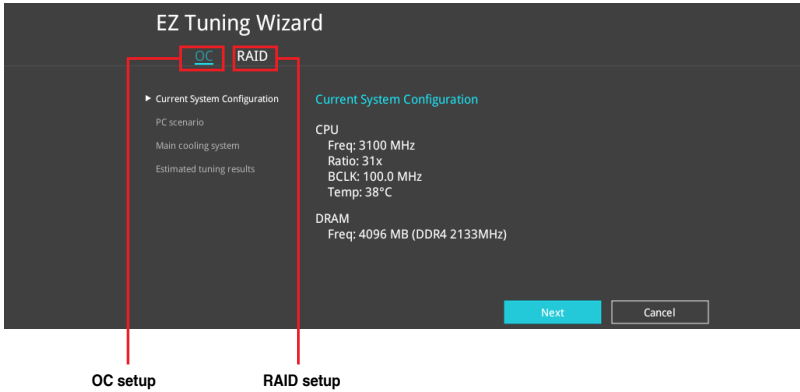 EZ Tuning Wizard
OC RAID
Current System Configuration
PC scenario
Main cooling system
Estimated tuning results
Current System Configuration
CPU
Freq: 3100 MHz
Ratio: 31x
BCLK: 100.0 MHz
Temp: 38°C
DRAM
Freq: 4096 MB (DDR4 2133MHz)
Next Cancel
OC setup RAID setup